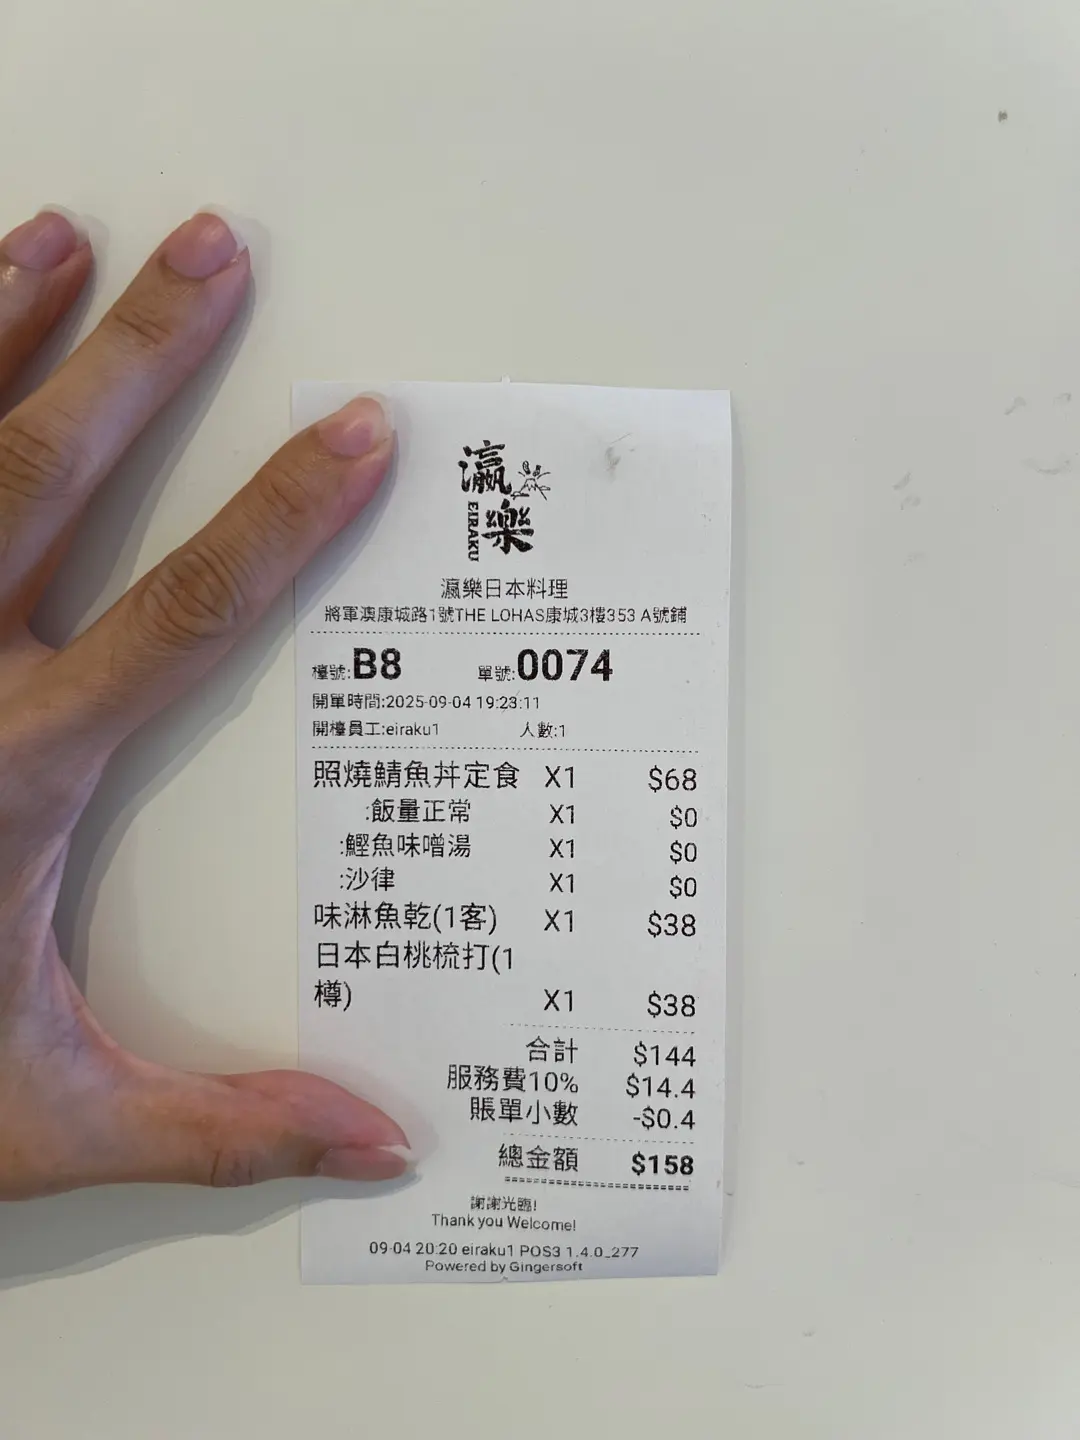 瀛樂
EIRAKU
瀛樂日本料理
將軍澳康城路1號THE LOHAS康城3樓353 A號鋪
檯號:B8 單號:0074
開單時間:2025-09-04 19:23:11
開檯員工:eiraku1 人數:1
照燒鯖魚丼定食 X1 $68
:飯量正常 X1 $0
:鰹魚味噌湯 X1 $0
:沙律 X1 $0
味淋魚乾(1客) X1 $38
日本白桃梳打(1
樽) X1 $38
合計 $144
服務費10% $14.4
賬單小數 -$0.4
總金額 $158
謝謝光臨!
Thank you Welcome!
09-04 20:20 eiraku1 POS3 1.4.0_277
Powered by Gingersoft